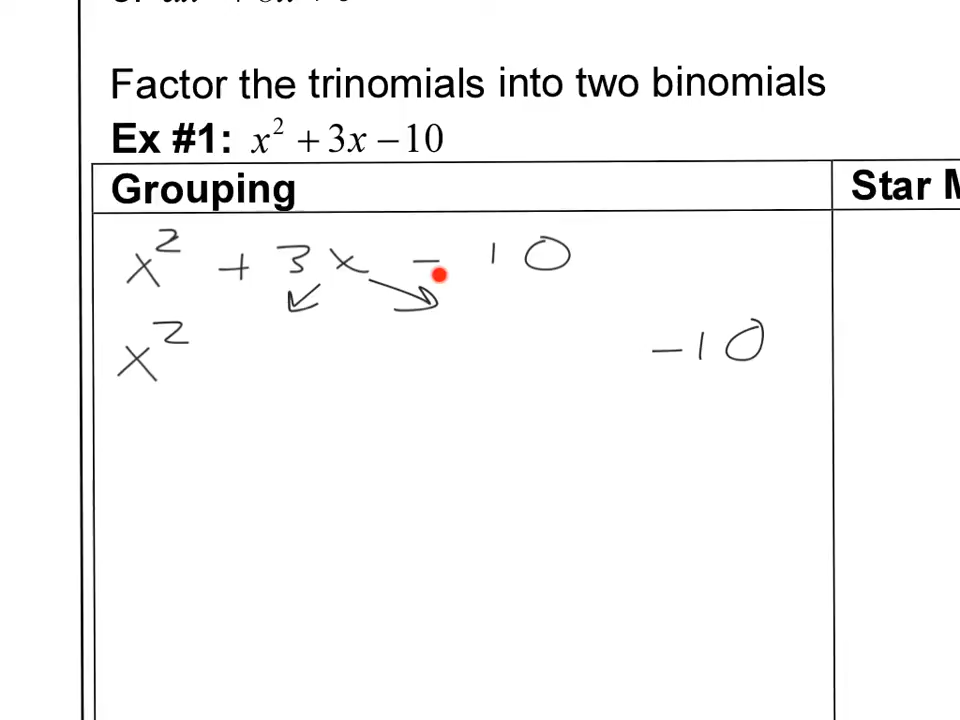 Factor the trinomials into two binomials
Ex #1: x² + 3x − 10
Grouping
Star
x² + 3x - 10
x² -10